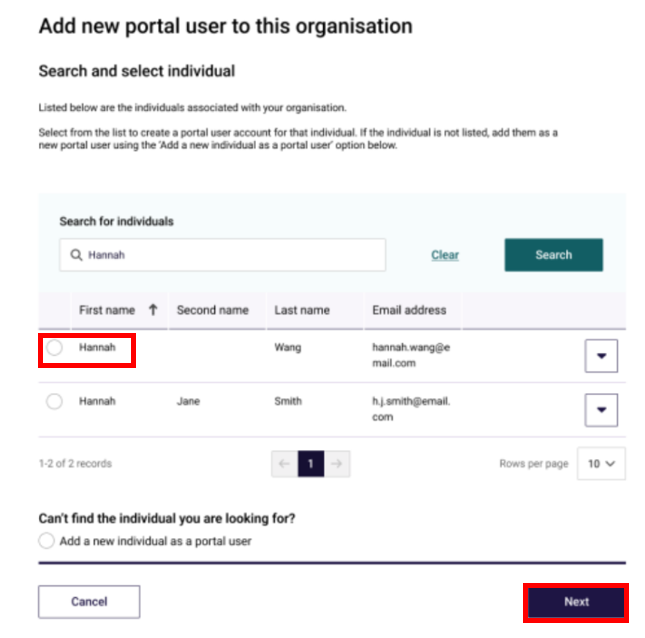 Add new portal user to this organisation
Search and select individual
Listed below are the individuals associated with your organisation.
Select from the list to create a portal user account for that individual. If the individual is not listed, add them as a
new portal user using the 'Add a new individual as a portal user' option below.
Search for individuals
Hannah
Clear
Search
First name ↑ Second name Last name Email address
Hannah Wang hannah.wang@e
mail.com
Hannah Jane Smith h.j.smith@email.
com
1-2 of 2 records
← 1 →
Rows per page 10
Can't find the individual you are looking for?
Add a new individual as a portal user
Cancel
Next